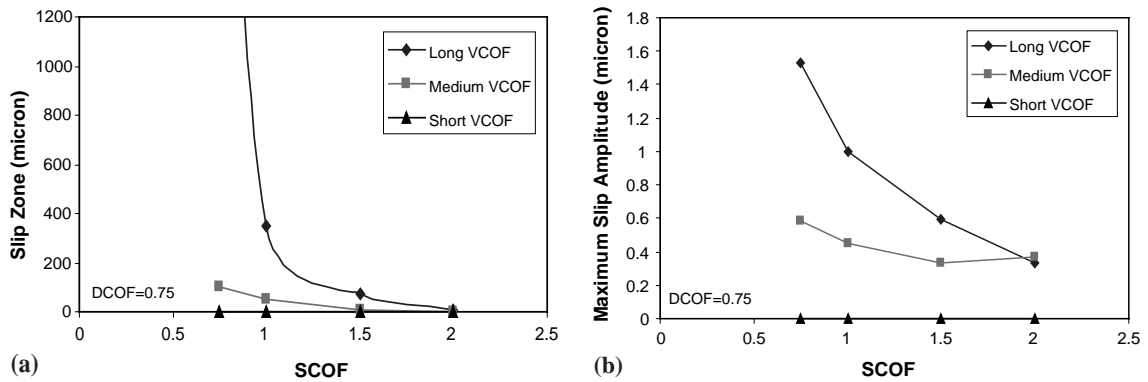 Slip Zone (micron)
1200
1000
800
600
400
200
0
Long VCOF
Medium VCOF
Short VCOF
DCOF=0.75
0
0.5
1
1.5
2
2.5
SCOF
(a)
Maximum Slip Amplitude (micron)
1.8
1.6
1.4
1.2
1
0.8
0.6
0.4
0.2
0
Long VCOF
Medium VCOF
Short VCOF
DCOF=0.75
0
0.5
1
1.5
2
2.5
SCOF
(b)